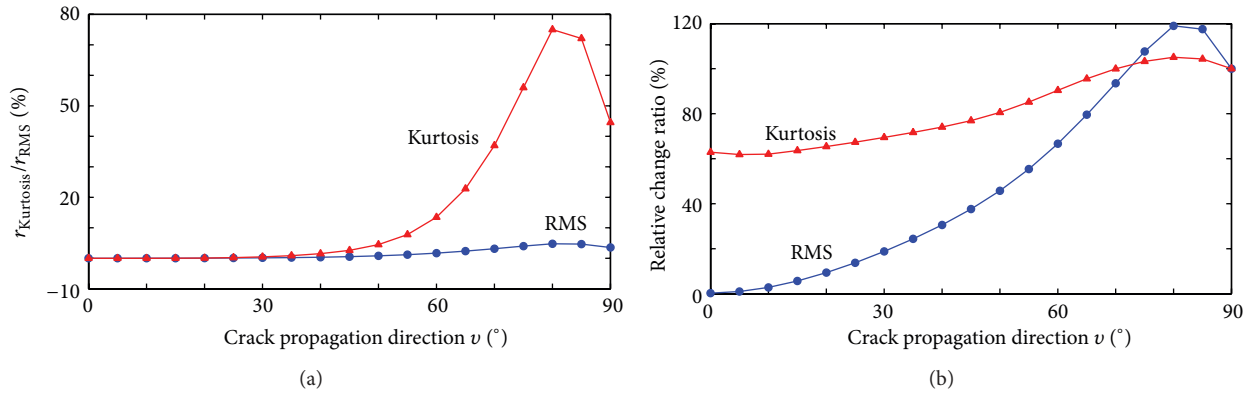 80
50
20
−10
r_Kurtosis/r_RMS (%)
Kurtosis
RMS
0 30 60 90
Crack propagation direction υ (°)
(a)
120
80
40
0
Relative change ratio (%)
Kurtosis
RMS
0 30 60 90
Crack propagation direction υ (°)
(b)